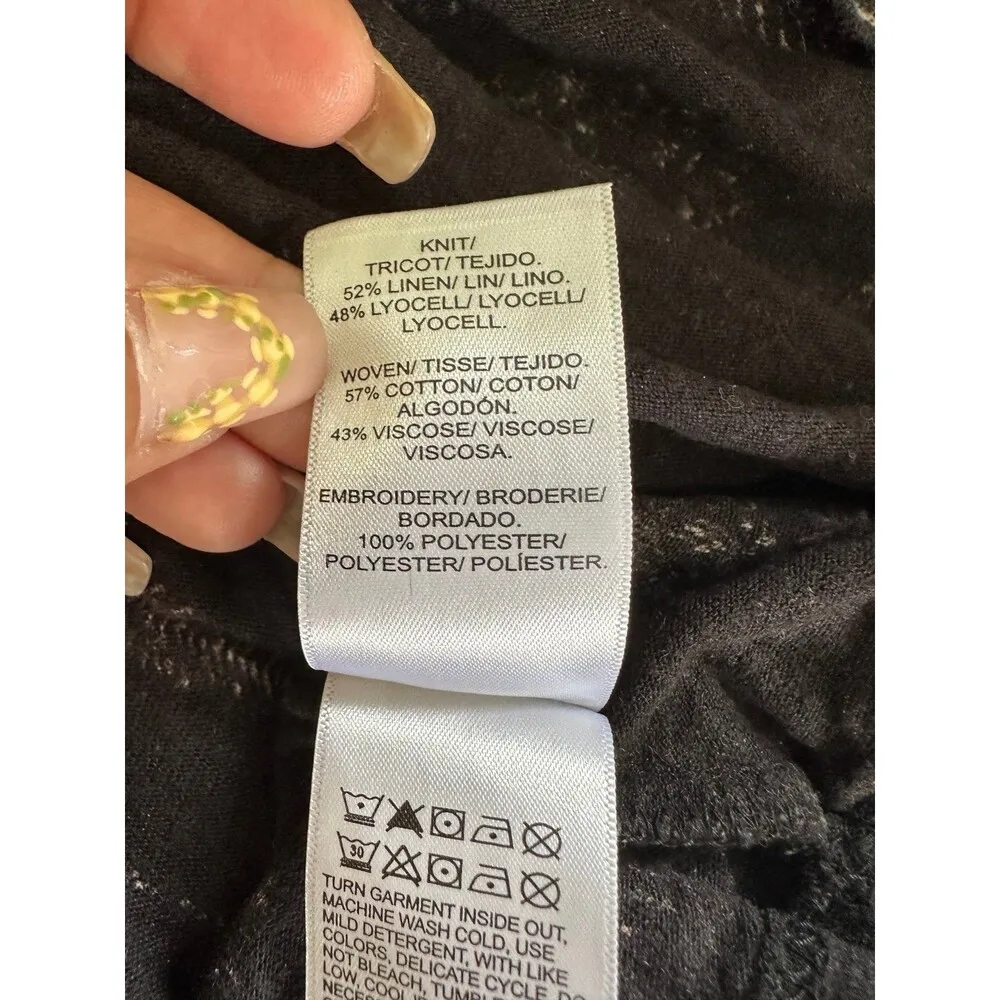 KNIT/
TRICOT/ TEJIDO.
52% LINEN/ LIN/ LINO.
48% LYOCELL/ LYOCELL/
LYOCELL.
WOVEN/ TISSE/ TEJIDO.
57% COTTON/ COTON/
ALGODÓN.
43% VISCOSE/ VISCOSE/
VISCOSA.
EMBROIDERY/ BRODERIE/
BORDADO.
100% POLYESTER/
POLYESTER/ POLÍESTER.
30
TURN GARMENT INSIDE OUT,
MACHINE WASH COLD, USE
MILD DETERGENT, WITH LIKE
COLORS, DELICATE CYCLE, DO
NOT BLEACH,
LOW,